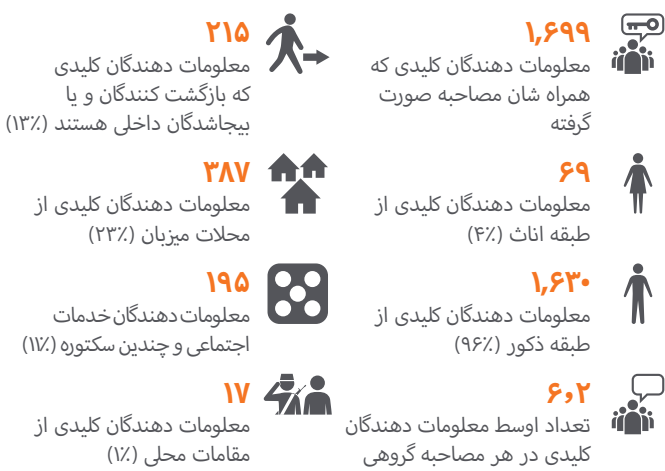 ۱,۶۹۹
معلومات دهندگان کلیدی که
همراه شان مصاحبه صورت
گرفته
۶۹
معلومات دهندگان کلیدی از
طبقه اناث (۴٪)
۱,۶۳۰
معلومات دهندگان کلیدی از
طبقه ذکور (۹۶٪)
۶,۰۲
تعداد اوسط معلومات دهندگان
کلیدی در هر مصاحبه گروهی
۲۱۵
معلومات دهندگان کلیدی
که بازگشت کنندگان و یا
بیجاشدگان داخلی هستند (۱۳٪)
۳۸۷
معلومات دهندگان کلیدی از
محلات میزبان (۲۳٪)
۱۹۵
معلومات دهندگان خدمات
اجتماعی و چندین سکتوره (۱۱٪)
۱۷
معلومات دهندگان کلیدی از
مقامات محلی (۱٪)